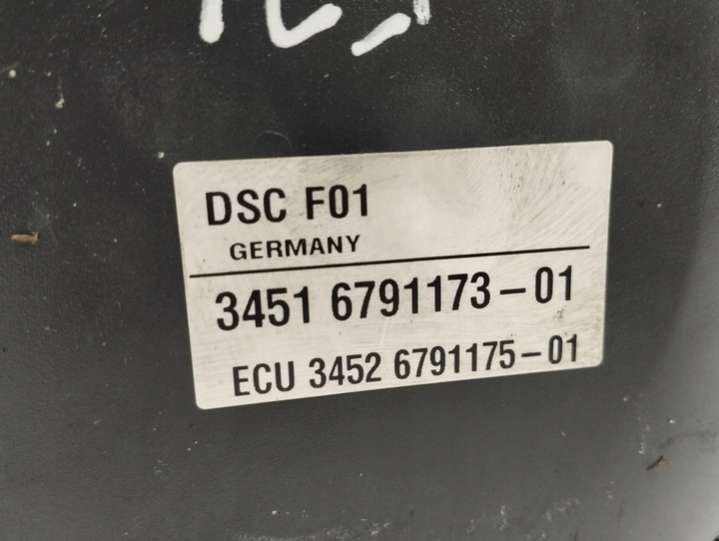 DSC F01
GERMANY
3451 6791173-01
ECU 3452 6791175-01